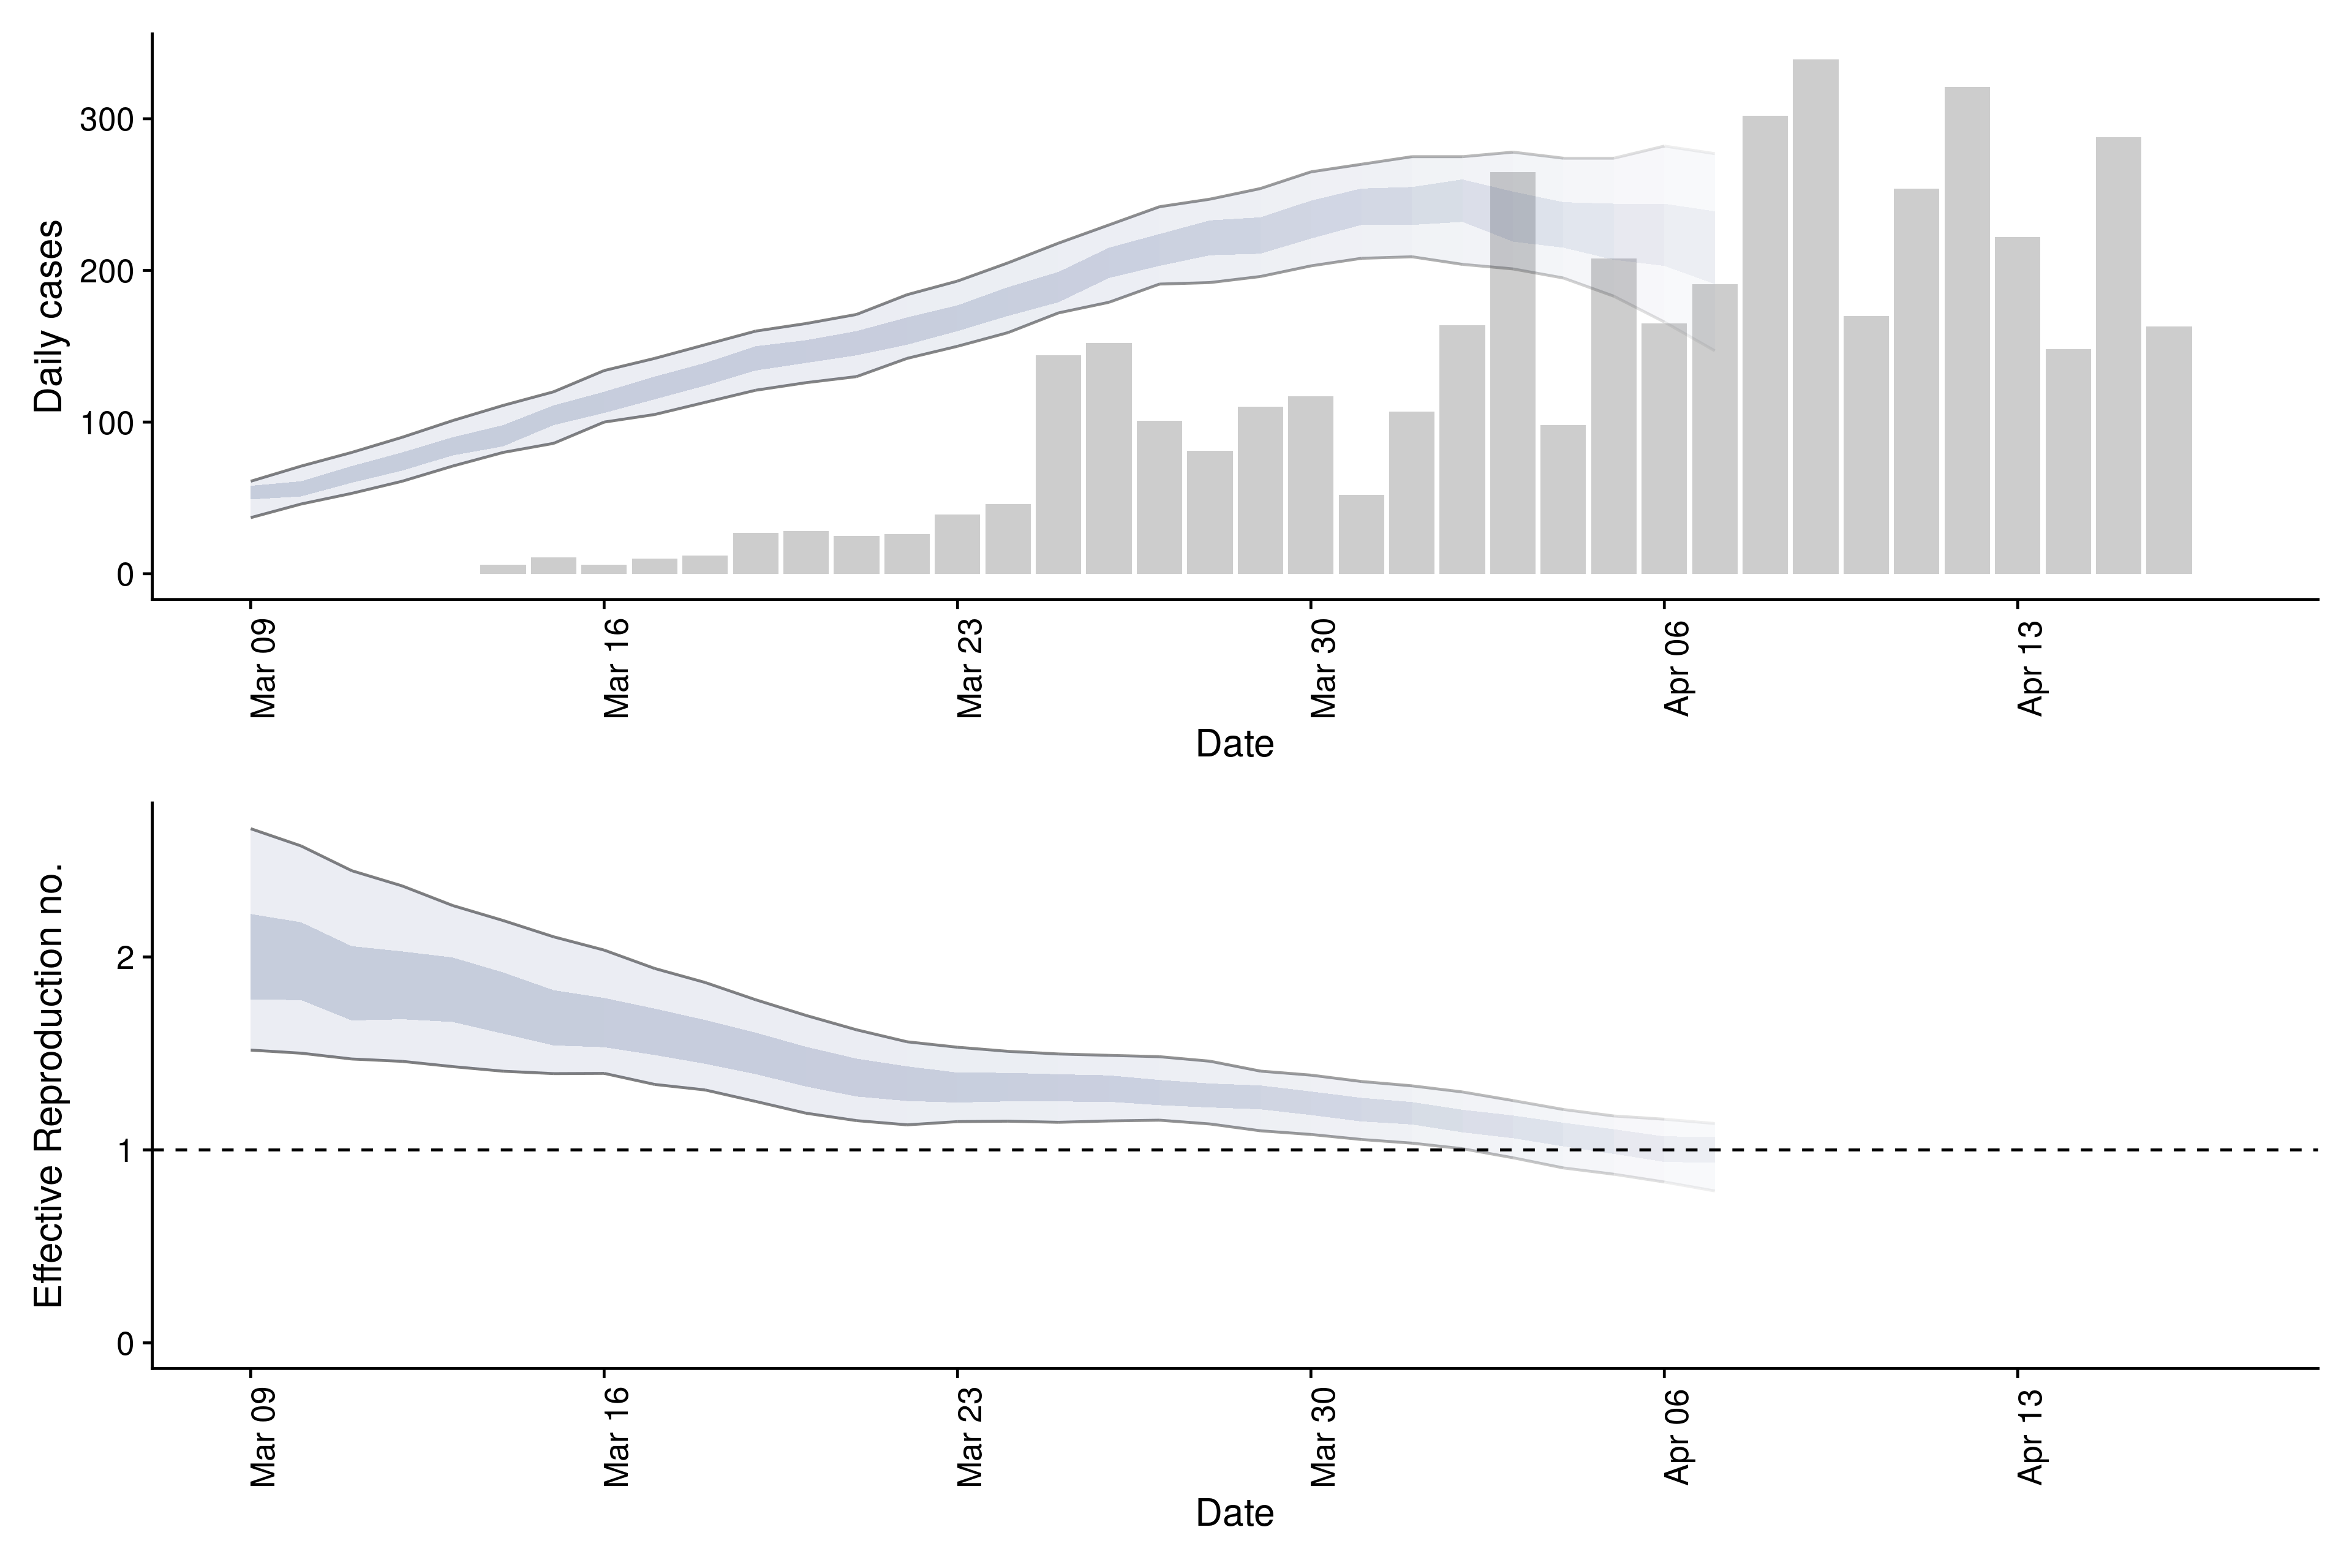 Daily cases
300
200
100
0
Mar 09
Mar 16
Mar 23
Mar 30
Apr 06
Apr 13
Date
Effective Reproduction no.
2
1
0
Mar 09
Mar 16
Mar 23
Mar 30
Apr 06
Apr 13
Date